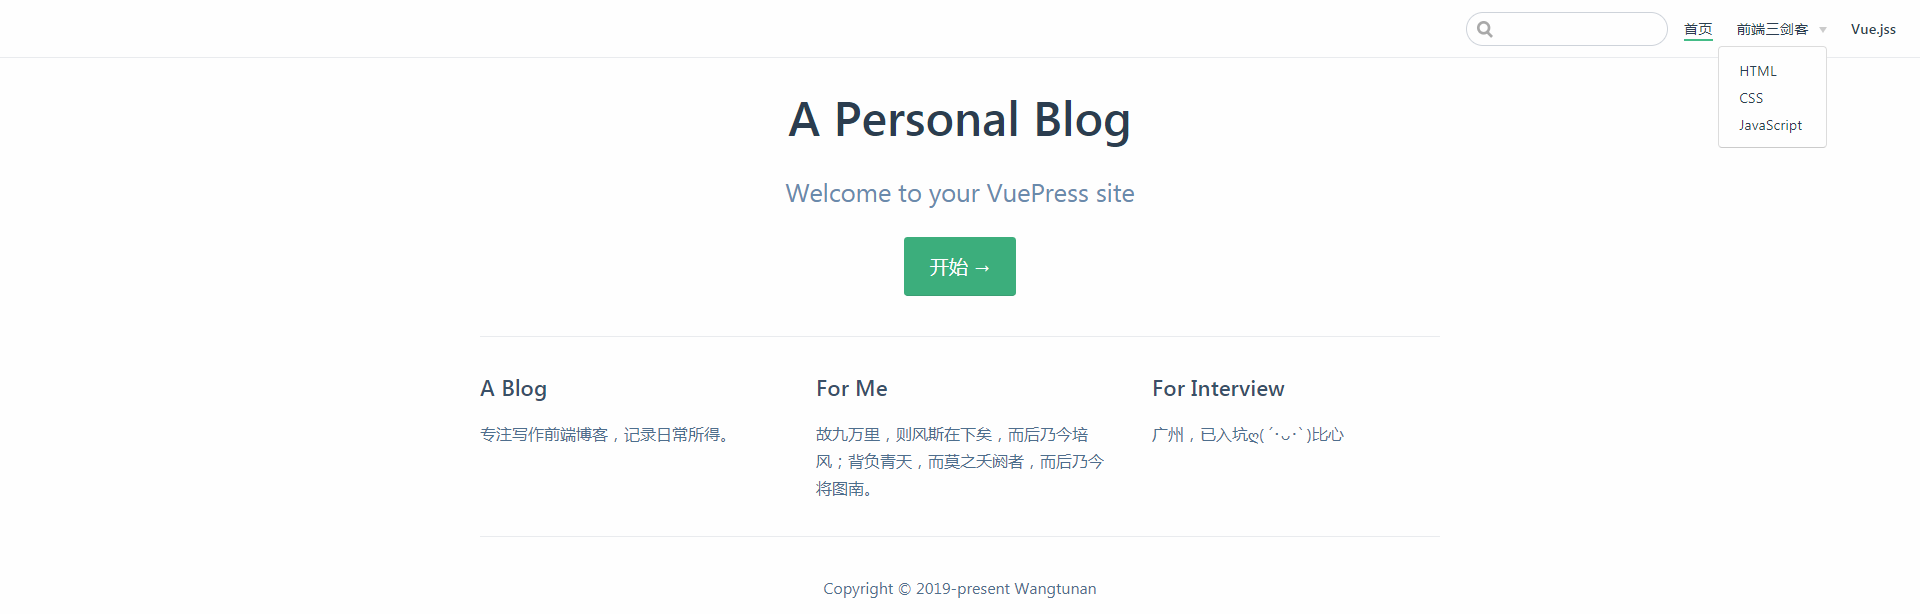 首页 前端三剑客 Vue.jss
HTML
CSS
JavaScript
A Personal Blog
Welcome to your VuePress site
开始 →
A Blog
专注写作前端博客，记录日常所得。
For Me
故九万里，则风斯在下矣，而后乃今培
风；背负青天，而莫之夭阏者，而后乃今
将图南。
For Interview
广州，已入坑ღ( ´･ᴗ･` )比心
Copyright © 2019-present Wangtunan